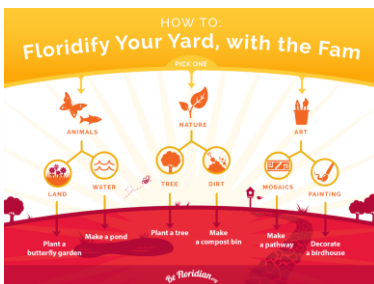 HOW TO:
Floridify Your Yard, with the Fam
PICK ONE
ANIMALS
NATURE
ART
LAND
WATER
TREE
DIRT
MOSAICS
PAINTING
Plant a
butterfly garden
Make a pond
Plant a tree
Make
a compost bin
Make
a pathway
Decorate
a birdhouse
Be Floridian.org